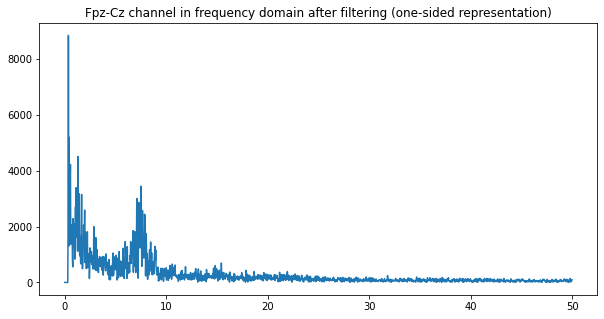 Fpz-Cz channel in frequency domain after filtering (one-sided representation)
8000
6000
4000
2000
0
0 10 20 30 40 50